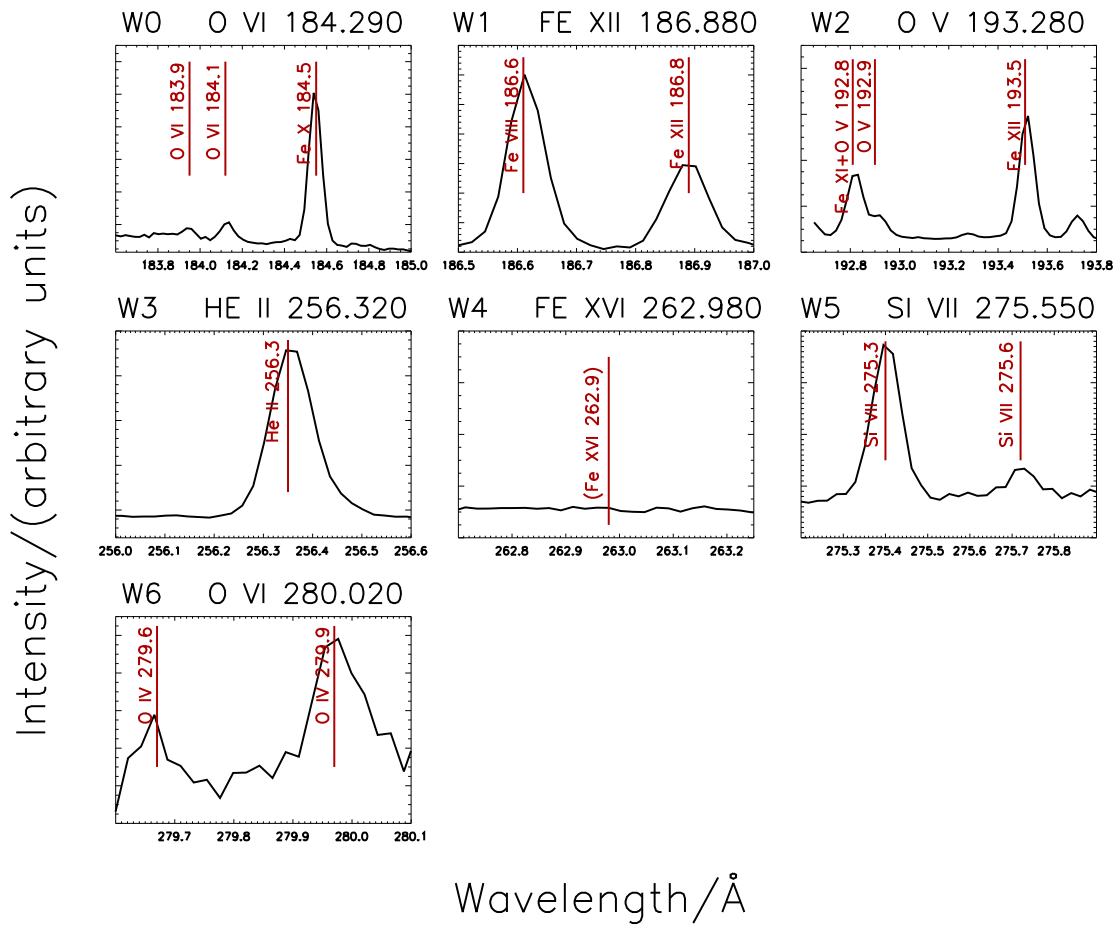 W0 O VI 184.290
O VI 183.9
O VI 184.1
Fe X 184.5
183.8 184.0 184.2 184.4 184.6 184.8 185.0
W1 FE XII 186.880
Fe VIII 186.6
Fe XII 186.8
186.5 186.6 186.7 186.8 186.9 187.0
W2 O V 193.280
Fe XI+O V 192.8
O V 192.9
Fe XII 193.5
192.8 193.0 193.2 193.4 193.6 193.8
W3 HE II 256.320
He II 256.3
256.0 256.1 256.2 256.3 256.4 256.5 256.6
W4 FE XVI 262.980
(Fe XVI 262.9)
262.8 262.9 263.0 263.1 263.2
W5 SI VII 275.550
Si VII 275.3
Si VII 275.6
275.3 275.4 275.5 275.6 275.7 275.8
W6 O VI 280.020
O IV 279.6
O IV 279.9
279.7 279.8 279.9 280.0 280.1
Intensity/(arbitrary units)
Wavelength/Å